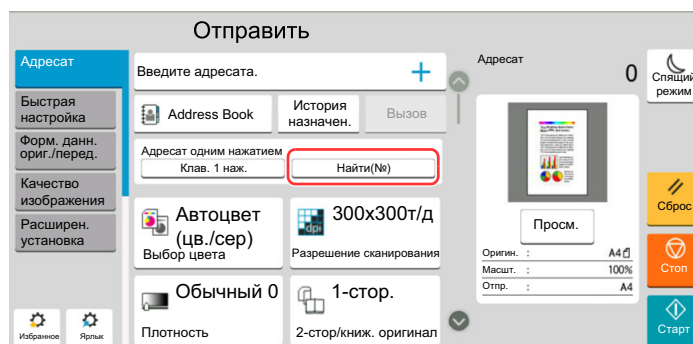 Отправить
Адресат
Быстрая
настройка
Форм. данн.
ориг./перед.
Качество
изображения
Расширен.
установка
Избранное
Ярлык
Введите адресата.
Address Book
История
назначен.
Вызов
Адресат одним нажатием
Клав. 1 наж.
Найти(№)
Автоцвет
(цв./сер)
Выбор цвета
dpi
300x300т/д
Разрешение сканирования
Обычный 0
Плотность
1-стор.
2-стор/книж. оригинал
Адресат
0
Просм.
Оригин. : A4
Масшт. : 100%
Отпр. : A4
Спящий
режим
Сброс
Стоп
Старт